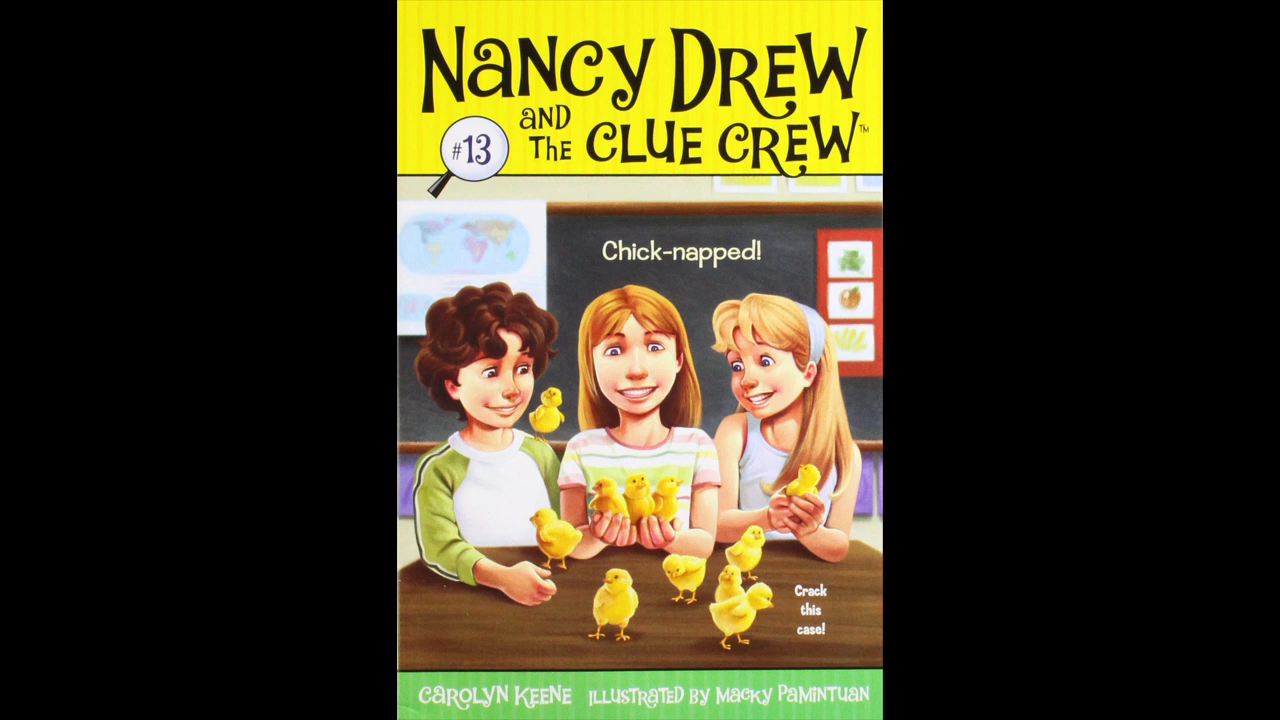 NANCY DREW
AND
THE CLUE CREW™
#13
Chick-napped!
Crack
this
case!
CAROLYN KEENE ILLUSTRATED BY MACKY PAMINTUAN